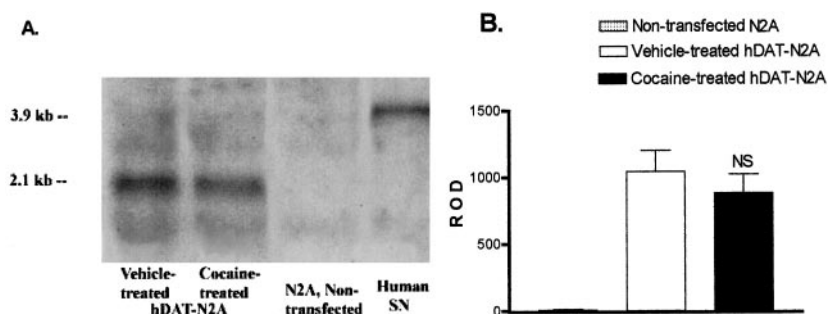 A.
3.9 kb --
2.1 kb --
Vehicle-
treated
Cocaine-
treated
hDAT-N2A
N2A, Non-
transfected
Human
SN
B.
Non-transfected N2A
Vehicle-treated hDAT-N2A
Cocaine-treated hDAT-N2A
1500
1000
500
0
ROD
NS